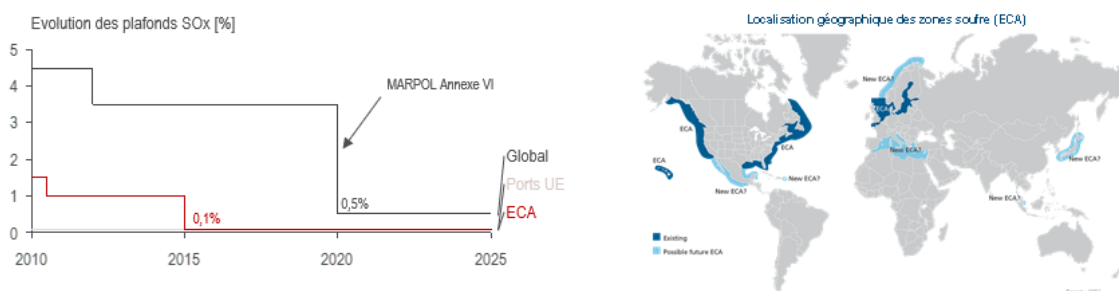 Evolution des plafonds SOx [%]
5
4
3
2
1
0
MARPOL Annexe VI
0,5%
0,1%
Global
Ports UE
ECA
2010
2015
2020
2025
Localisation géographique des zones soufre (ECA)
New ECA?
ECA
ECA
ECA
ECA
New ECA?
New ECA?
New ECA?
New ECA?
New ECA?
Existing
Possible future ECA